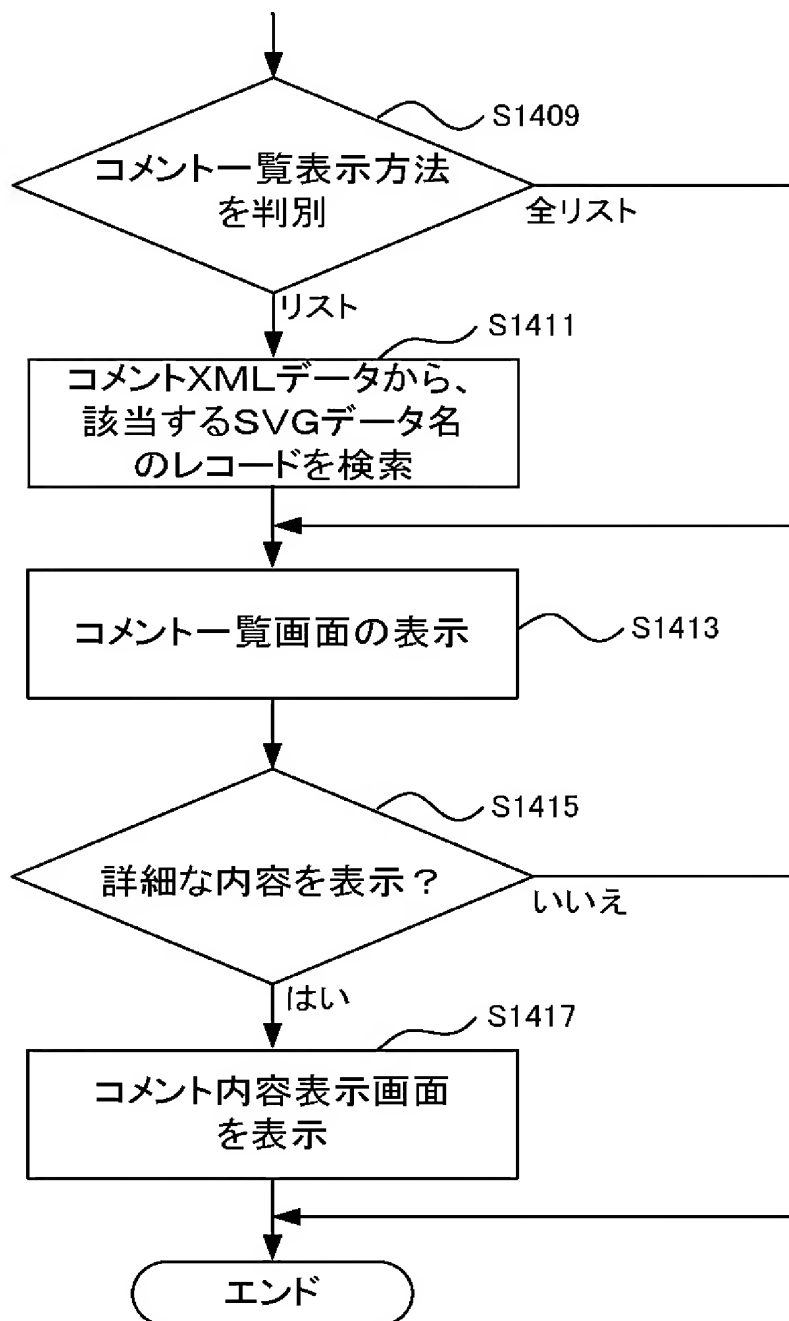 S1409
コメント一覧表示方法
を判別
全リスト
リスト
S1411
コメントXMLデータから、
該当するSVGデータ名
のレコードを検索
コメント一覧画面の表示
S1413
S1415
詳細な内容を表示？
いいえ
はい
S1417
コメント内容表示画面
を表示
エンド